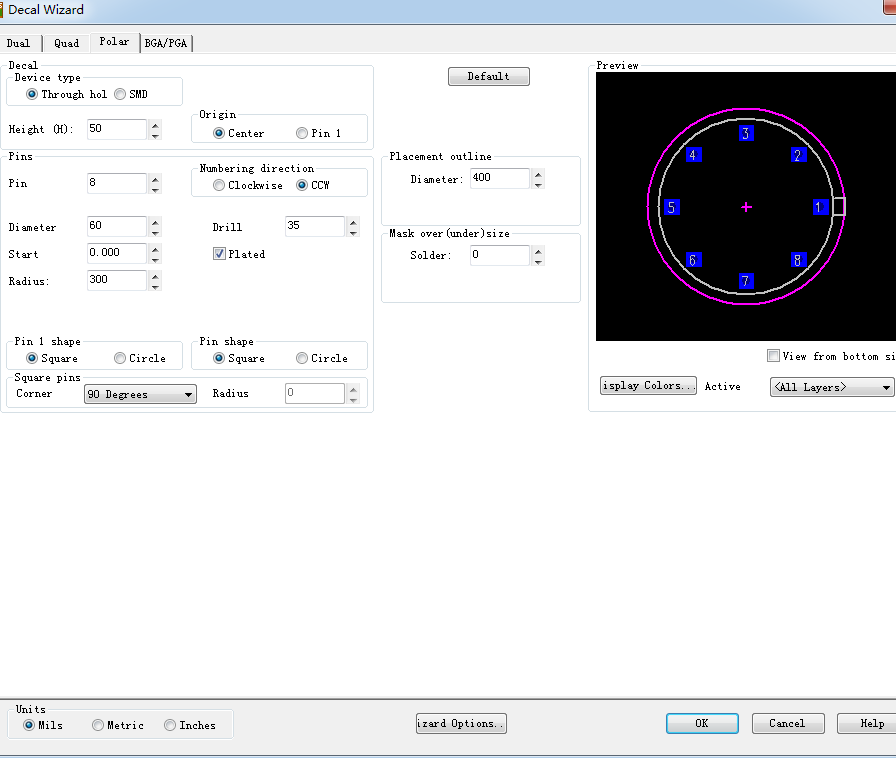 Decal Wizard
Dual Quad Polar BGA/PGA
Decal
Device type
Through hol SMD
Height (H): 50
Origin
Center Pin 1
Default
Preview
Pins
Pin 8
Numbering direction
Clockwise CCW
Diameter 60
Drill 35
Start 0.000
Plated
Radius: 300
Placement outline
Diameter: 400
Mask over(under)size
Solder: 0
3
4 2
5 1
6 8
7
Pin 1 shape
Square Circle
Pin shape
Square Circle
Square pins
Corner 90 Degrees Radius 0
View from bottom si
isplay Colors... Active <All Layers>
Units
Mils Metric Inches
izard Options..
OK Cancel Help